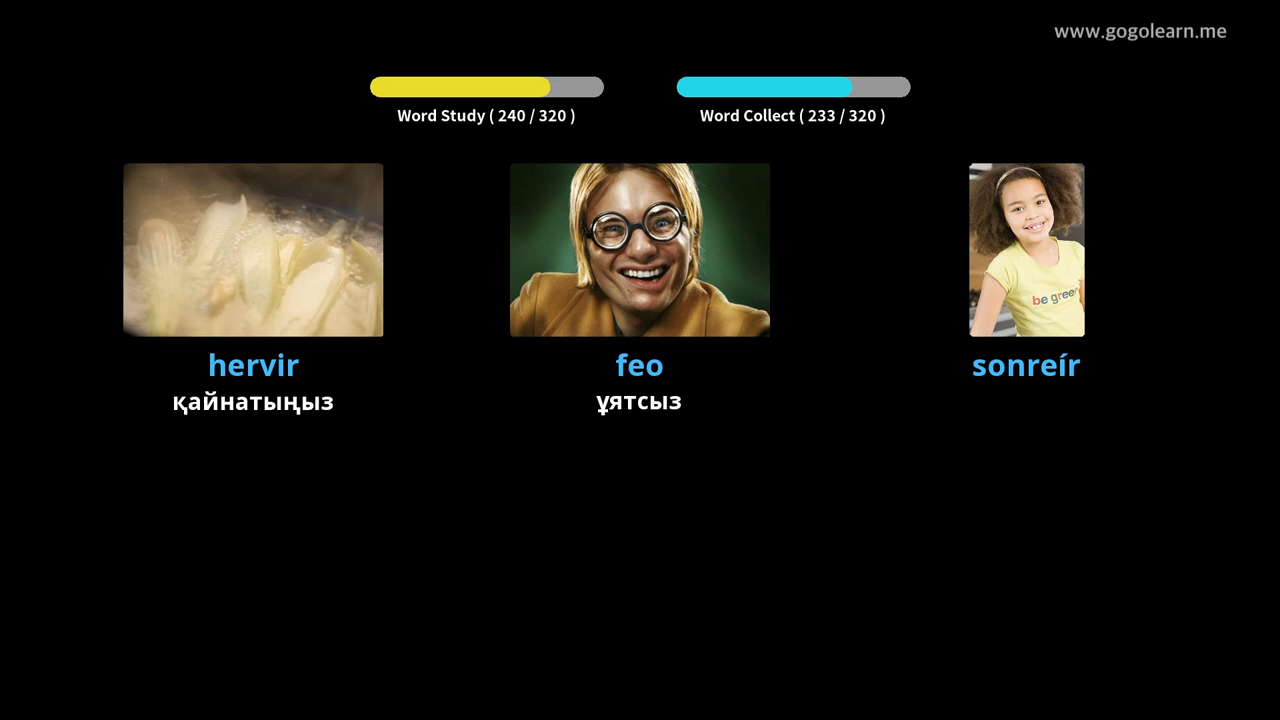 www.gogolearn.me
Word Study ( 240 / 320 )
Word Collect ( 233 / 320 )
be green
hervir
feo
sonreír
қайнатыңыз
ұятсыз